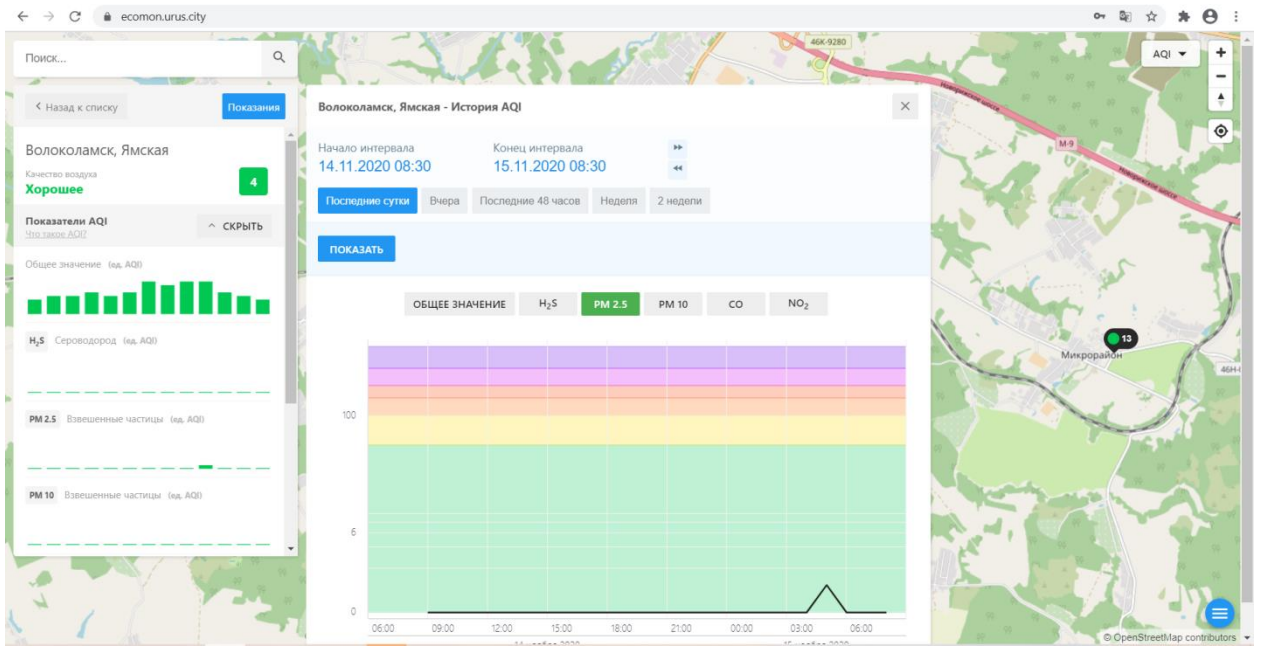 ecomon.urus.city
Поиск...
Назад к списку
Показания
Волоколамск, Ямская
Качество воздуха
Хорошее
4
Показатели AQI
Что такое AQI?
СКРЫТЬ
Общее значение (ед. AQI)
H₂S Сероводород (ед. AQI)
PM 2.5 Взвешенные частицы (ед. AQI)
PM 10 Взвешенные частицы (ед. AQI)
Волоколамск, Ямская - История AQI
Начало интервала
Конец интервала
14.11.2020 08:30
15.11.2020 08:30
Последние сутки Вчера Последние 48 часов Неделя 2 недели
ПОКАЗАТЬ
ОБЩЕЕ ЗНАЧЕНИЕ H₂S PM 2.5 PM 10 CO NO₂
100
6
0
06:00 09:00 12:00 15:00 18:00 21:00 00:00 03:00 06:00
46К-9280
AQI
Новорижское шоссе
М-9
Новорижское шоссе
13
Микрорайон
© OpenStreetMap contributors